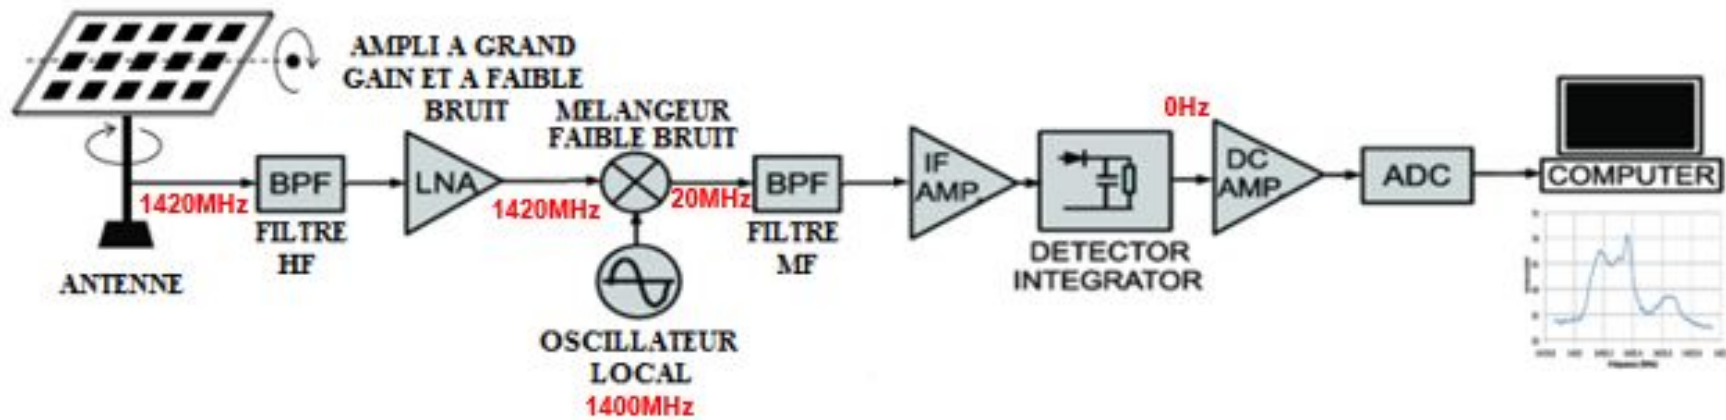 AMPLI A GRAND
GAIN ET A FAIBLE
BRUIT
MELANGEUR
FAIBLE BRUIT
0Hz
BPF
LNA
BPF
IF
AMP
DC
AMP
ADC
COMPUTER
1420MHz
1420MHz
20MHz
FILTRE
HF
FILTRE
MF
DETECTOR
INTEGRATOR
ANTENNE
OSCILLATEUR
LOCAL
1400MHz